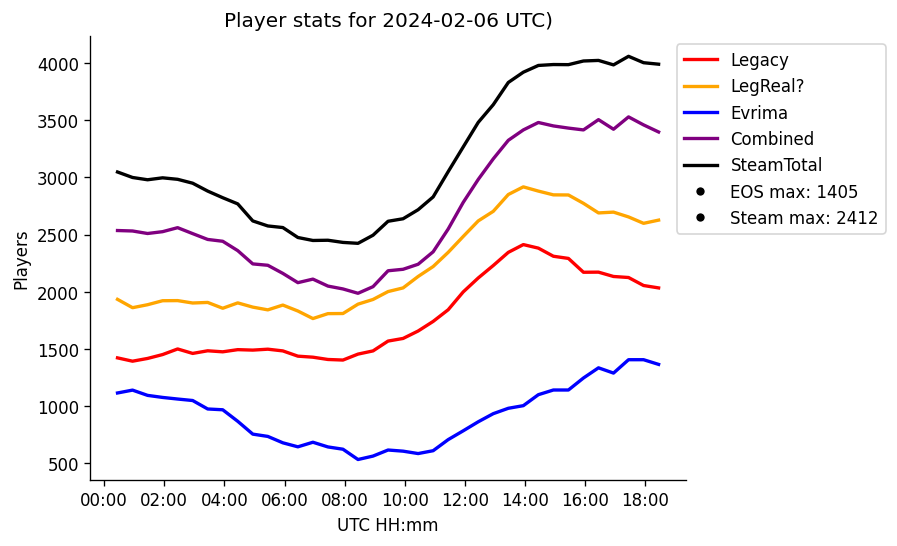 Player stats for 2024-02-06 UTC)
Legacy
LegReal?
Evrima
Combined
SteamTotal
EOS max: 1405
Steam max: 2412
Players
4000
3500
3000
2500
2000
1500
1000
500
00:00 02:00 04:00 06:00 08:00 10:00 12:00 14:00 16:00 18:00
UTC HH:mm